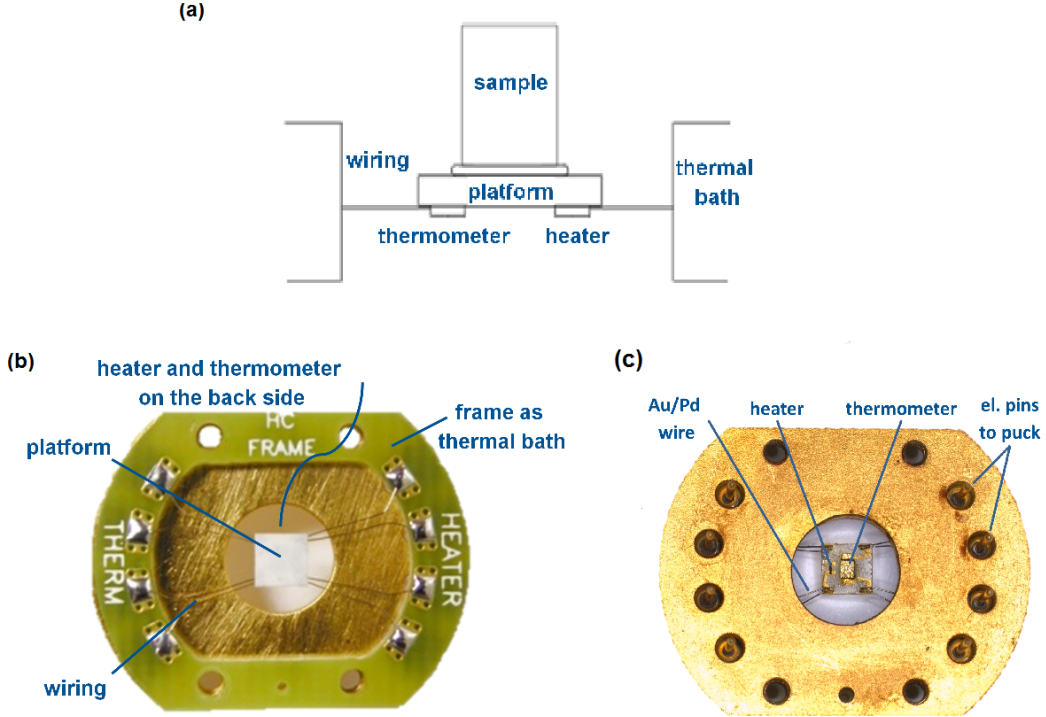 (a)
sample
wiring
thermal
bath
platform
thermometer
heater
(b)
heater and thermometer
on the back side
platform
frame as
thermal bath
HC
FRAME
THERM
HEATER
wiring
(c)
Au/Pd
wire
heater
thermometer
el. pins
to puck